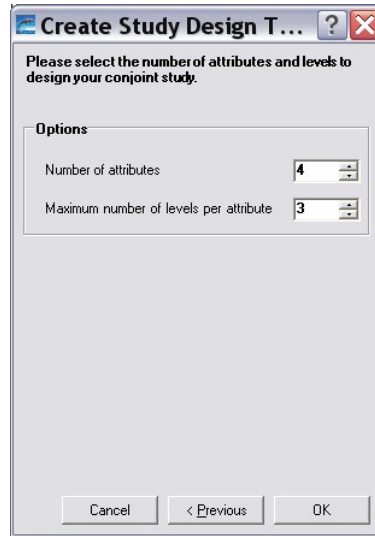 Create Study Design T... ?
Please select the number of attributes and levels to
design your conjoint study.
Options
Number of attributes 4
Maximum number of levels per attribute 3
Cancel < Previous OK